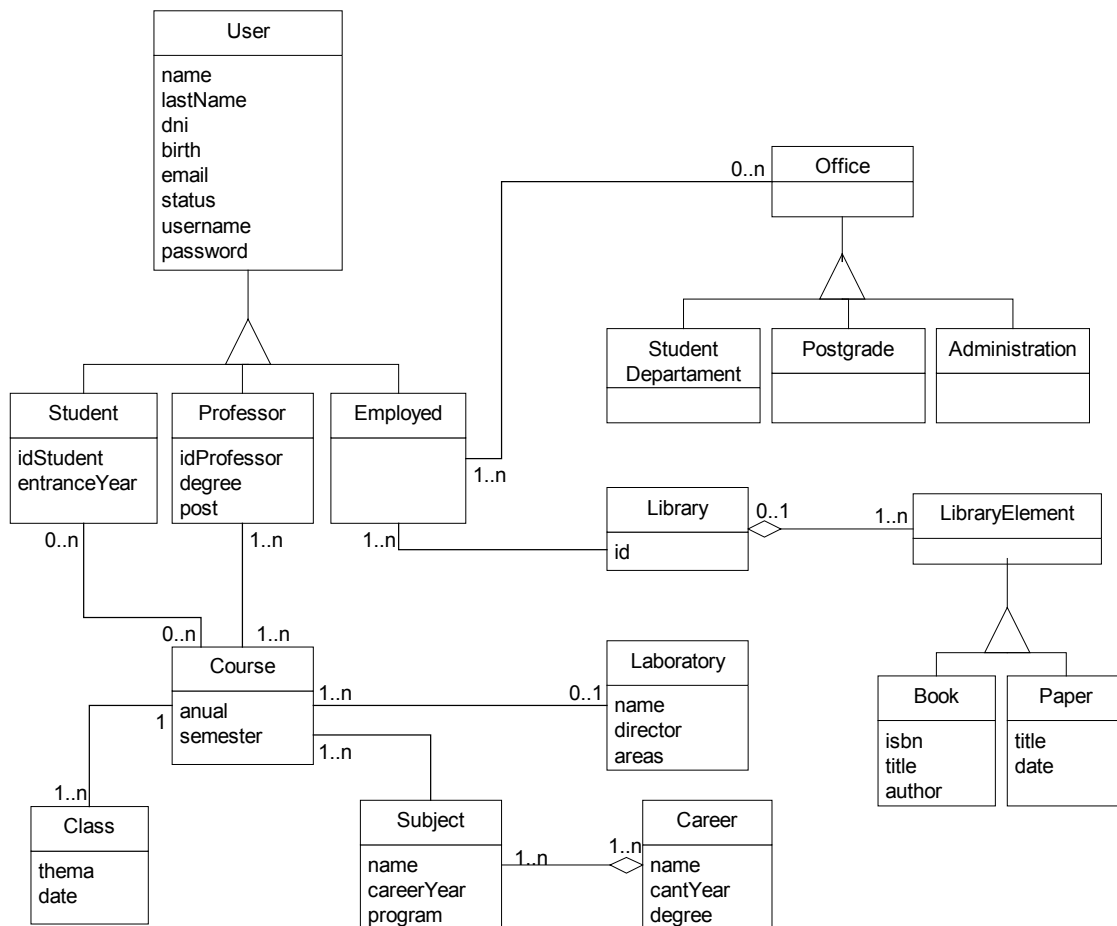 User
name
lastName
dni
birth
email
status
username
password
0..n
Office
Student
Departament
Postgrade
Administration
Student
idStudent
entranceYear
Professor
idProfessor
degree
post
Employed
1..n
0..n
1..n
1..n
Library
id
0..1
1..n
LibraryElement
0..n
1..n
Course
anual
semester
1..n
0..1
1
1..n
Laboratory
name
director
areas
Book
isbn
title
author
Paper
title
date
1..n
Class
thema
date
Subject
name
careerYear
program
1..n
1..n
Career
name
cantYear
degree